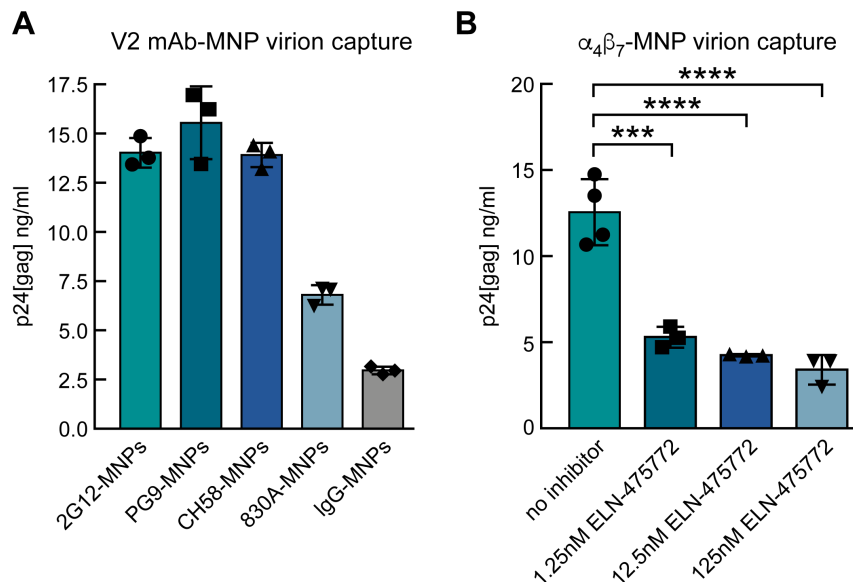 A
V2 mAb-MNP virion capture
p24[gag] ng/ml
17.5
15.0
12.5
10.0
7.5
5.0
2.5
0.0
2G12-MNPs
PG9-MNPs
CH58-MNPs
830A-MNPs
IgG-MNPs
B
α₄β₇-MNP virion capture
****
****
***
p24[gag] ng/ml
20
15
10
5
0
no inhibitor
1.25nM ELN-475772
12.5nM ELN-475772
125nM ELN-475772